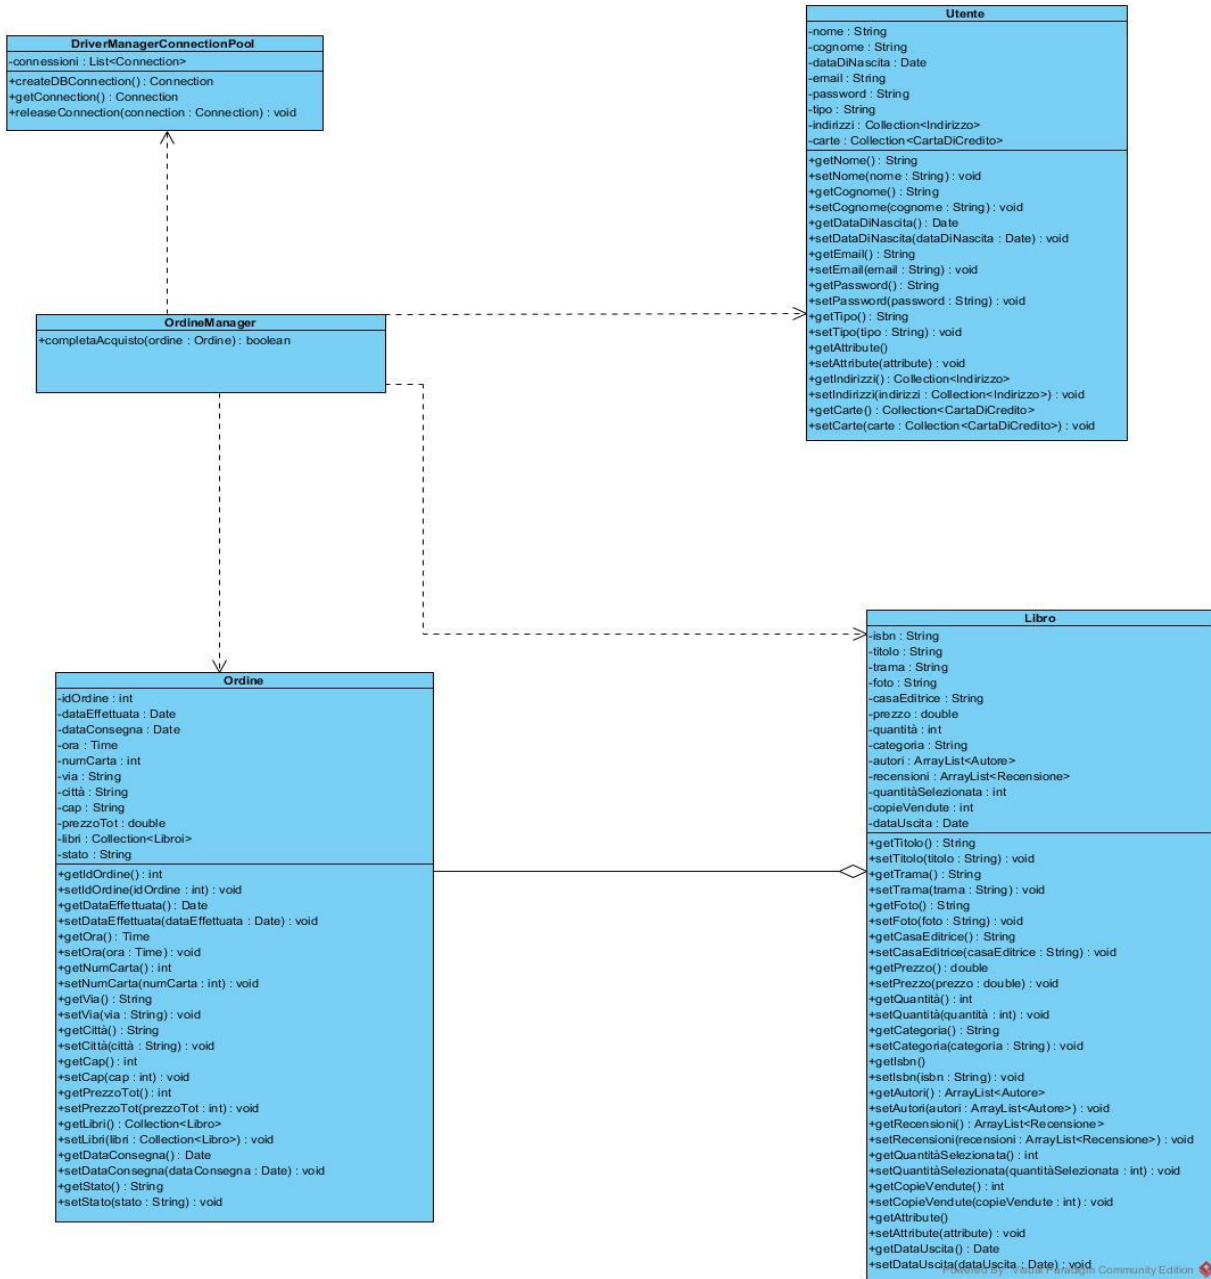 DriverManagerConnectionPool
-connessioni : List<Connection>
+createDBConnection() : Connection
+getConnection() : Connection
+releaseConnection(connection : Connection) : void
Utente
-nome : String
-cognome : String
-dataDiNascita : Date
-email : String
-password : String
-tipo : String
-indirizzi : Collection<Indirizzo>
-carte : Collection<CartaDiCredito>
+getNome() : String
+setNome(nome : String) : void
+getCognome() : String
+setCognome(cognome : String) : void
+getDataDiNascita() : Date
+setDataDiNascita(dataDiNascita : Date) : void
+getEmail() : String
+setEmail(email : String) : void
+getPassword() : String
+setPassword(password : String) : void
+getTipo() : String
+setTipo(tipo : String) : void
+getAttribute()
+setAttribute(attribute) : void
+getIndirizzi() : Collection<Indirizzo>
+setIndirizzi(indirizzi : Collection<Indirizzo>) : void
+getCarte() : Collection<CartaDiCredito>
+setCarte(carte : Collection<CartaDiCredito>) : void
OrdineManager
+completaAcquisto(ordine : Ordine) : boolean
Ordine
-idOrdine : int
-dataEffettuata : Date
-dataConsegna : Date
-ora : Time
-numCarta : int
-via : String
-città : String
-cap : String
-prezzoTot : double
-libri : Collection<Libroi>
-stato : String
+getIdOrdine() : int
+setIdOrdine(idOrdine : int) : void
+getDataEffettuata() : Date
+setDataEffettuata(dataEffettuata : Date) : void
+getOra() : Time
+setOra(ora : Time) : void
+getNumCarta() : int
+setNumCarta(numCarta : int) : void
+getVia() : String
+setVia(via : String) : void
+getCittà() : String
+setCittà(città : String) : void
+getCap() : int
+setCap(cap : int) : void
+getPrezzoTot() : int
+setPrezzoTot(prezzoTot : int) : void
+getLibri() : Collection<Libro>
+setLibri(libri : Collection<Libro>) : void
+getDataConsegna() : Date
+setDataConsegna(dataConsegna : Date) : void
+getStato() : String
+setStato(stato : String) : void
Libro
-isbn : String
-titolo : String
-trama : String
-foto : String
-casaEditrice : String
-prezzo : double
-quantità : int
-categoria : String
-autori : ArrayList<Autore>
-recensioni : ArrayList<Recensione>
-quantitàSelezionata : int
-copieVendute : int
-dataUscita : Date
+getTitolo() : String
+setTitolo(titolo : String) : void
+getTrama() : String
+setTrama(trama : String) : void
+getFoto() : String
+setFoto(foto : String) : void
+getCasaEditrice() : String
+setCasaEditrice(casaEditrice : String) : void
+getPrezzo() : double
+setPrezzo(prezzo : double) : void
+getQuantità() : int
+setQuantità(quantità : int) : void
+getCategoria() : String
+setCategoria(categoria : String) : void
+getIsbn()
+setIsbn(isbn : String) : void
+getAutori() : ArrayList<Autore>
+setAutori(autori : ArrayList<Autore>) : void
+getRecensioni() : ArrayList<Recensione>
+setRecensioni(recensioni : ArrayList<Recensione>) : void
+getQuantitàSelezionata() : int
+setQuantitàSelezionata(quantitàSelezionata : int) : void
+getCopieVendute() : int
+setCopieVendute(copieVendute : int) : void
+getAttribute()
+setAttribute(attribute) : void
+getDataUscita() : Date
+setDataUscita(dataUscita : Date) : void
Powered By Visual Paradigm Community Edition